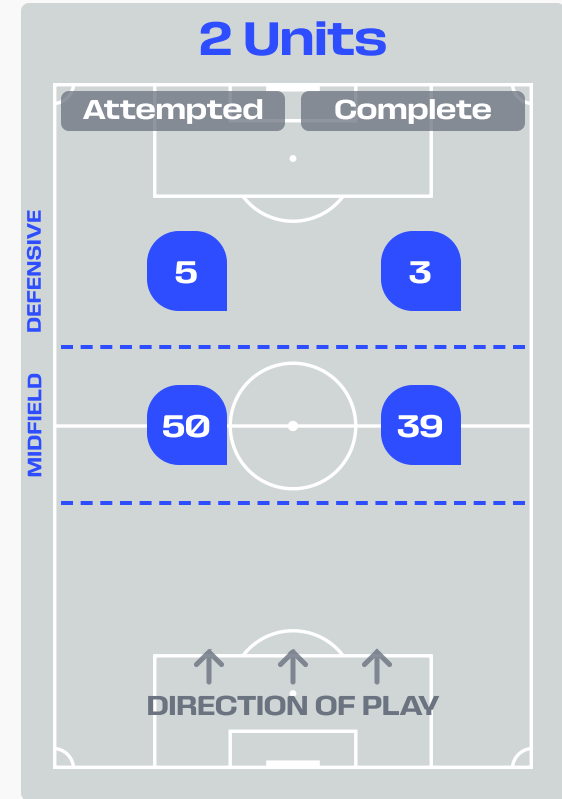 2 Units
Attempted Complete
DEFENSIVE
5 3
MIDFIELD
50 39
DIRECTION OF PLAY